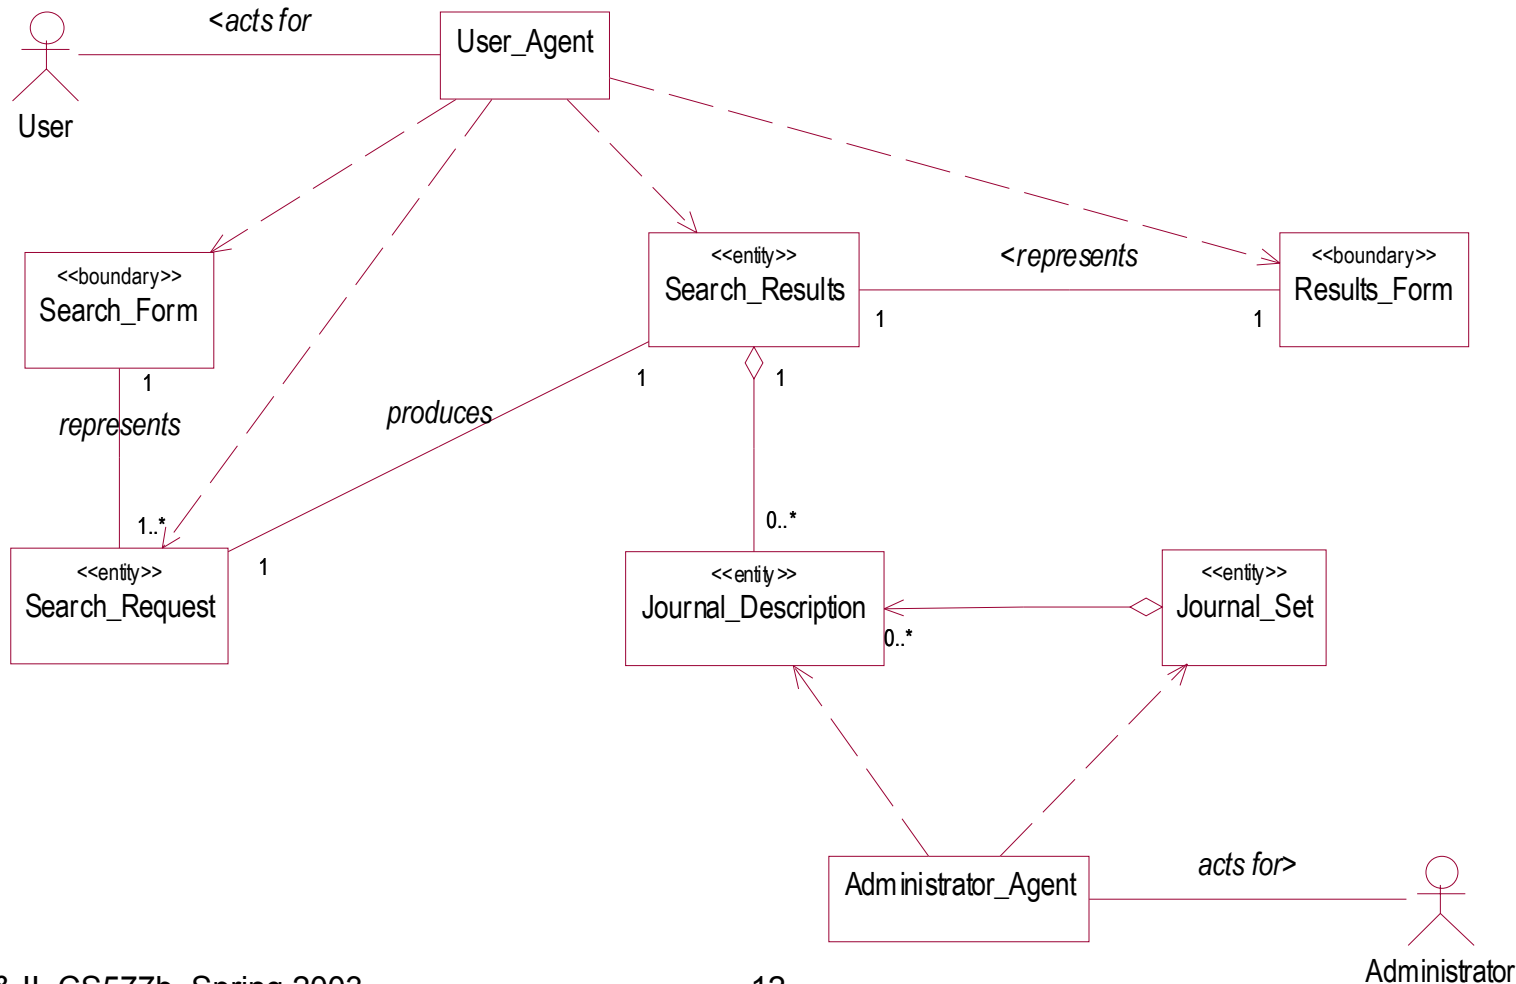 <acts for
User_Agent
User
<<boundary>>
Search_Form
<<entity>>
Search_Results
<represents
<<boundary>>
Results_Form
1
1
1
represents
produces
1
1
1..*
1
0..*
<<entity>>
Search_Request
<<entity>>
Journal_Description
0..*
<<entity>>
Journal_Set
Administrator_Agent
acts for>
Administrator
12